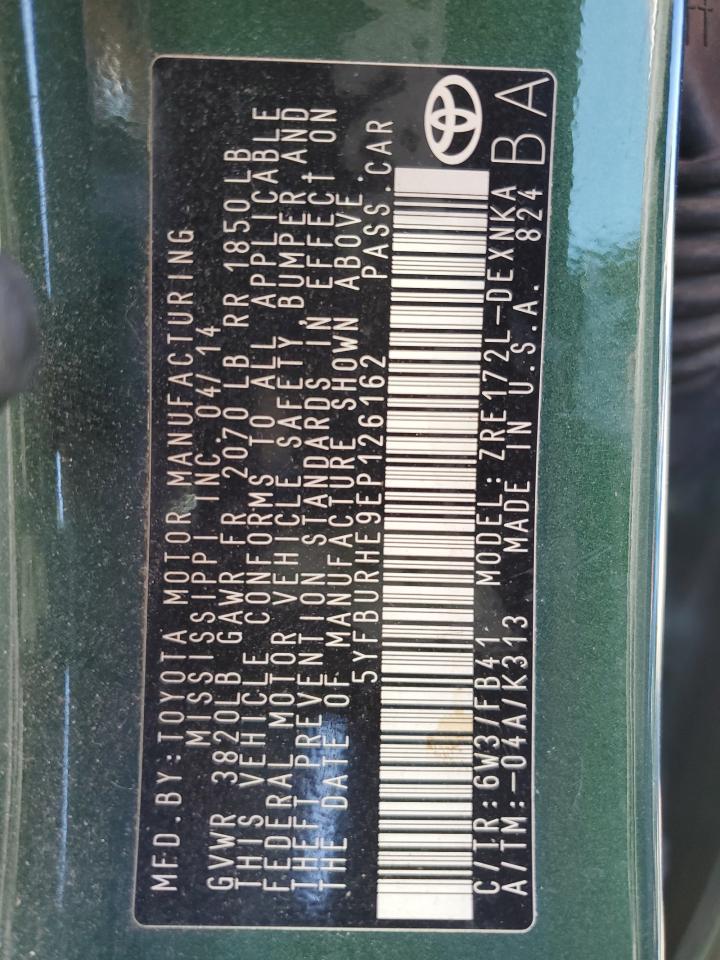 MFD.BY:TOYOTA MOTOR MANUFACTURING
MISSISSIPPI INC. 04/14
GVWR 3820LB GAWR FR 2070LB RR 1850LB
THIS VEHICLE CONFORMS TO ALL APPLICABLE
FEDERAL MOTOR VEHICLE SAFETY, BUMPER AND
THEFT PREVENTION STANDARDS IN EFFECT ON
THE DATE OF MANUFACTURE SHOWN ABOVE.
5YFBURHE9EP126162 PASS.CAR
C/TR:6W3/FB41 MODEL:ZRE172L-DEXNKA
A/TM:-04A/K313 MADE IN U.S.A. 824 BA